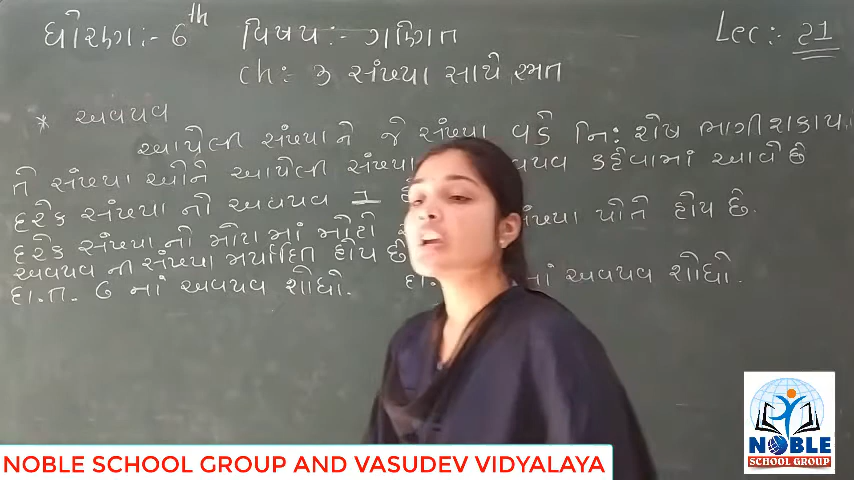 ધોરણ:- 6th વિષય:- ગણિત Lec:- 21
ch:- 3 સંખ્યા સાથે રમત
* અવયવ
આપેલી સંખ્યાને જે સંખ્યા વડે નિ:શેષ ભાગી શકાય
તે સંખ્યા ઓને આપેલી સંખ્યા કહેવામાં આવે છે
દરેક સંખ્યા નો અવયવ 1 સંખ્યા પોતે હોય છે.
દરેક સંખ્યા નો મોટા માં મોટો
અવયવ ની સંખ્યા મર્યાદિત હોય છે
દા.ત. 6 નાં અવયવ શોધો. નાં અવયવ શોધો.
NOBLE SCHOOL GROUP AND VASUDEV VIDYALAYA
NOBLE
SCHOOL GROUP